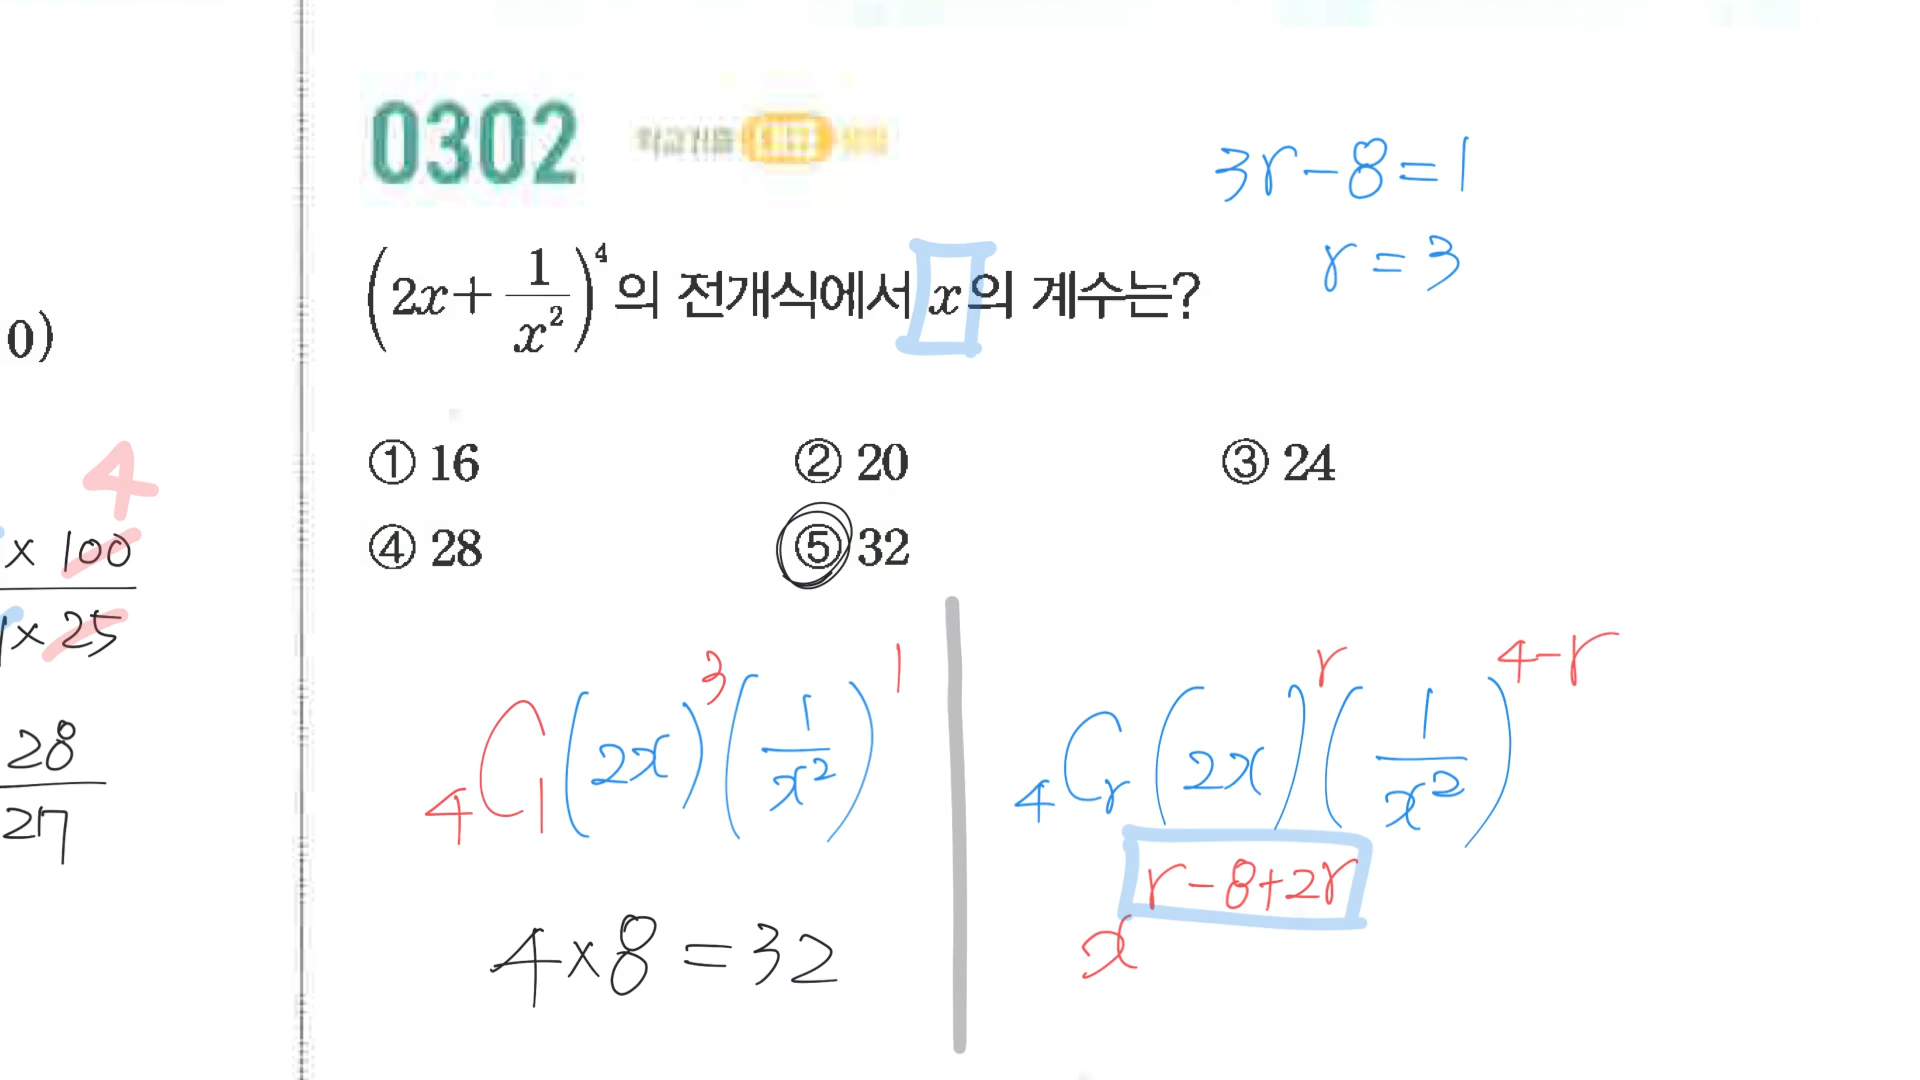 0302
3r-8=1
r=3
(2x+1/x²)⁴의 전개식에서 x의 계수는?
① 16 ② 20 ③ 24
④ 28 ⑤ 32
₄C₁(2x)³(1/x²)¹
4×8=32
₄Cᵣ(2x)^r(1/x²)^(4-r)
x^(r-8+2r)
0)
4
× 100
× 25
28
27